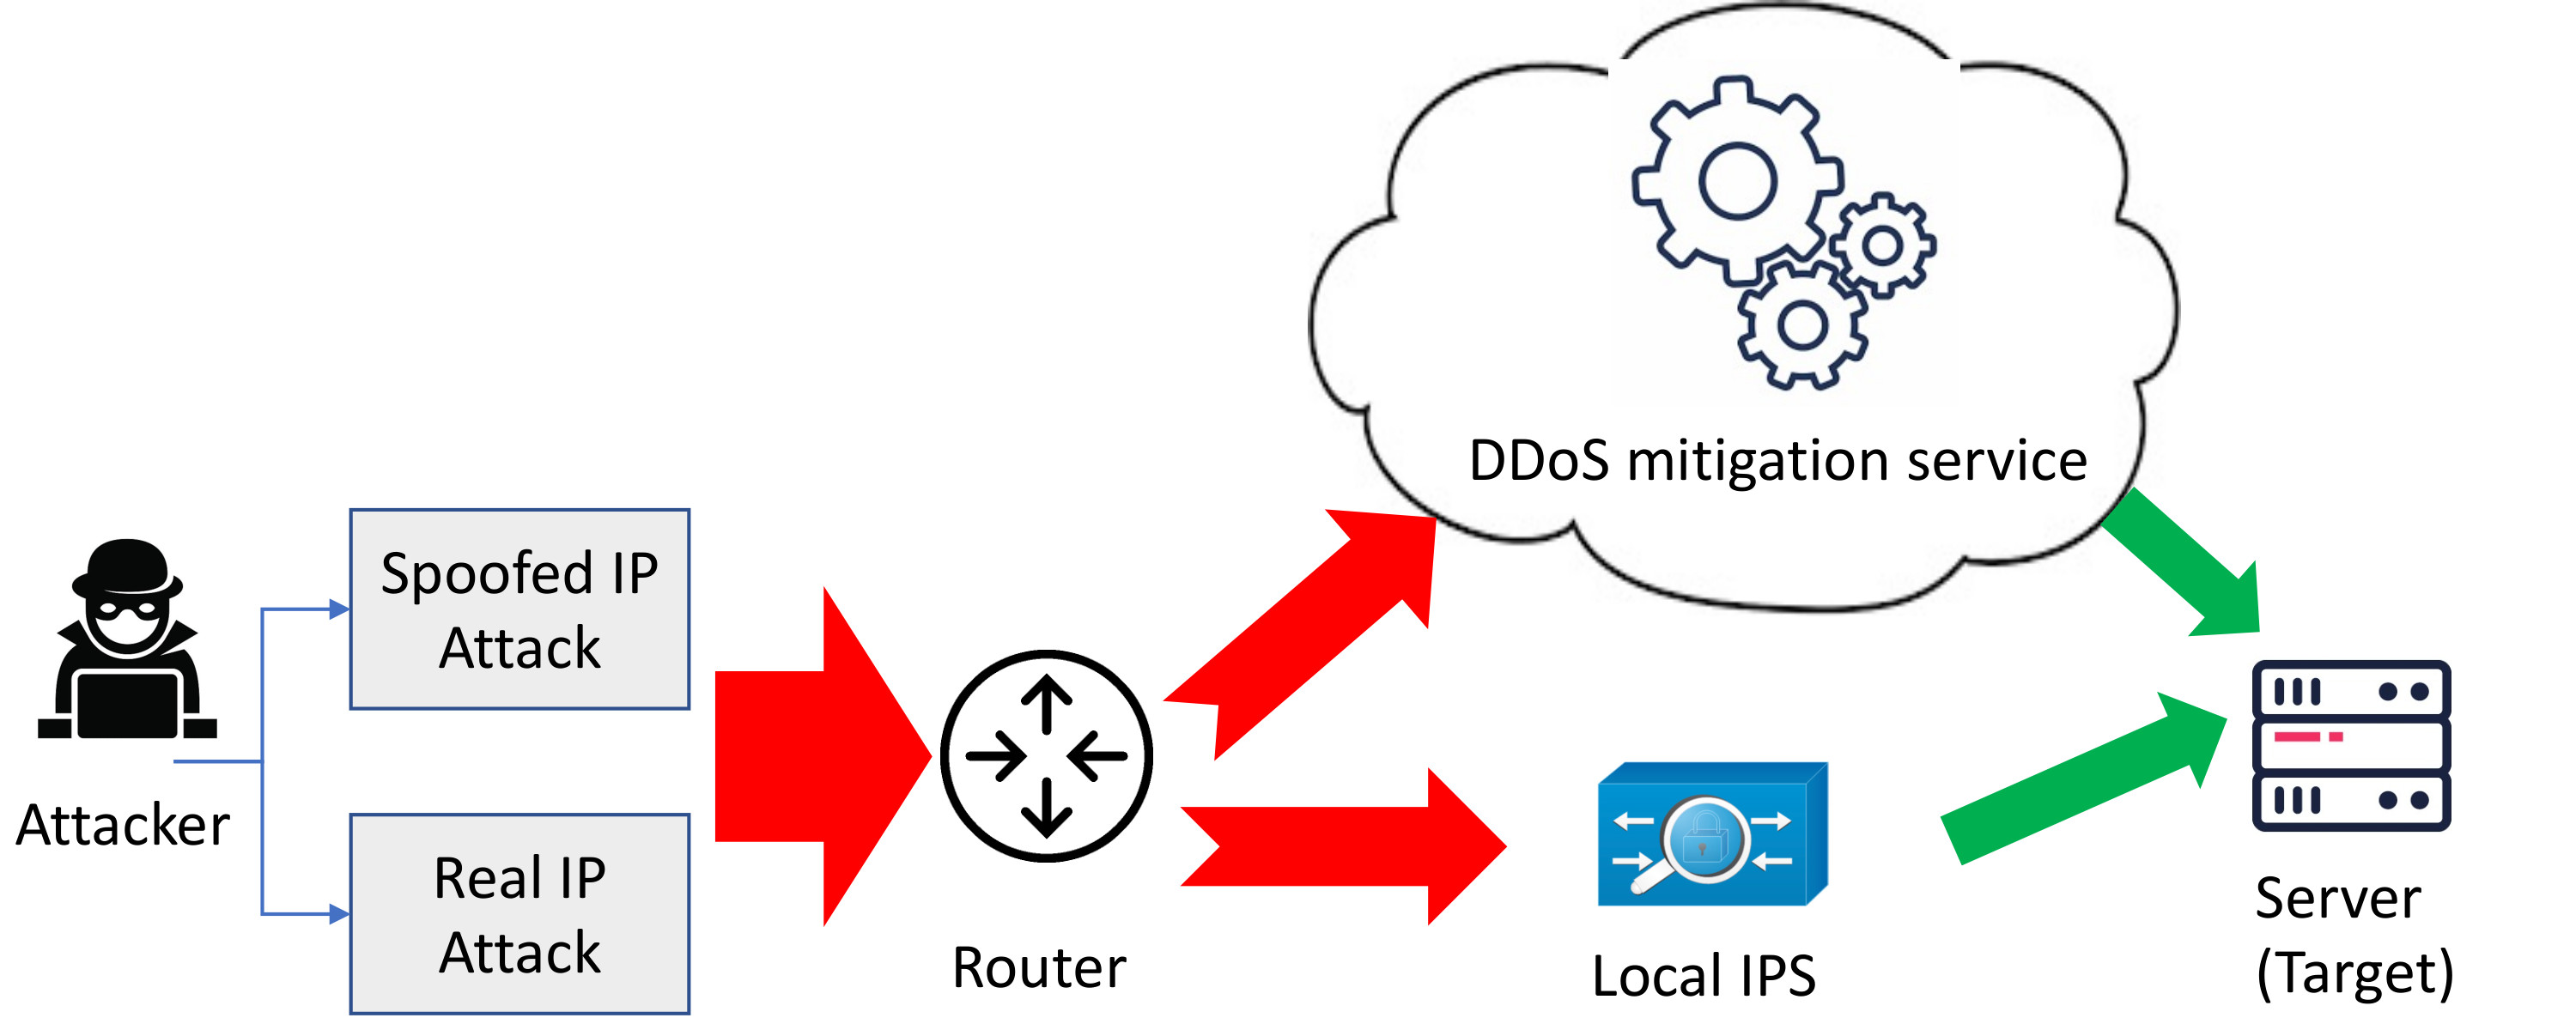 DDoS mitigation service
Spoofed IP
Attack
Attacker
Real IP
Attack
Router
Local IPS
Server
(Target)